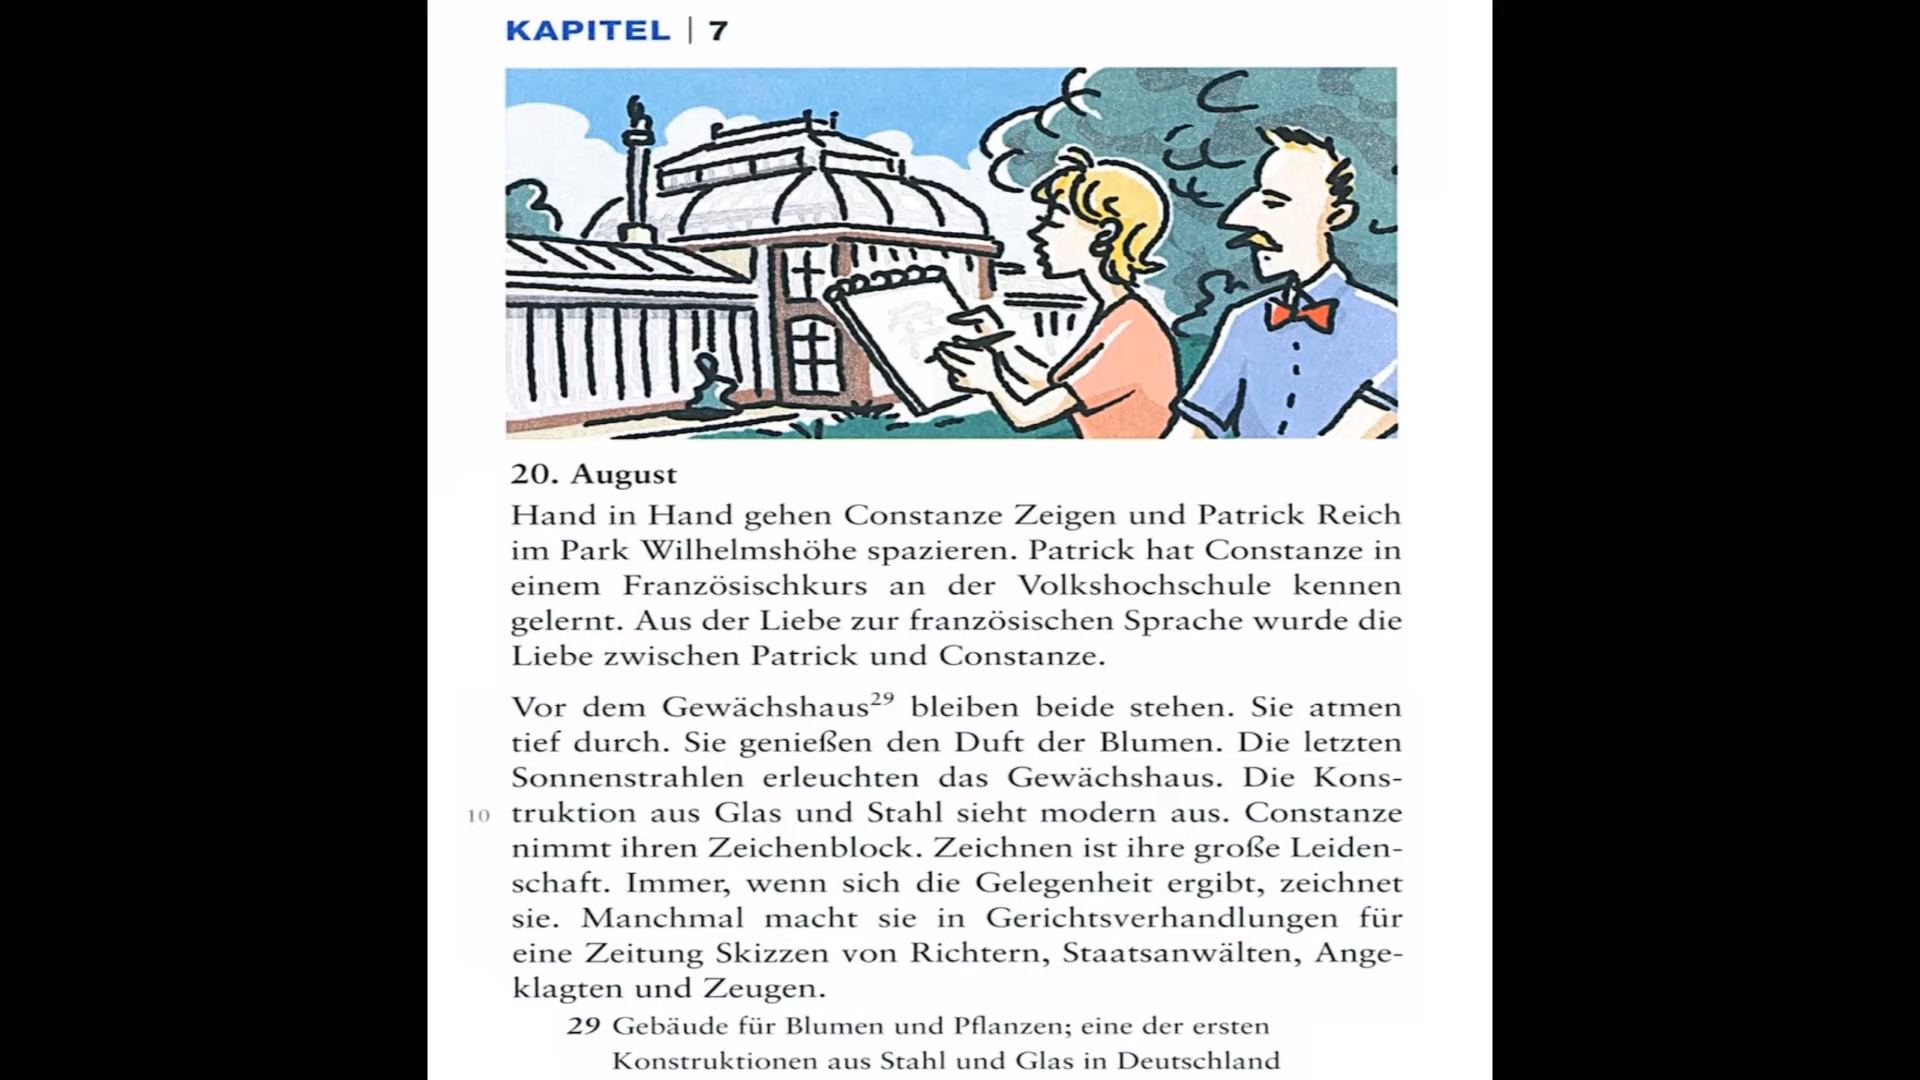 KAPITEL | 7
20. August
Hand in Hand gehen Constanze Zeigen und Patrick Reich
im Park Wilhelmshöhe spazieren. Patrick hat Constanze in
einem Französischkurs an der Volkshochschule kennen
gelernt. Aus der Liebe zur französischen Sprache wurde die
Liebe zwischen Patrick und Constanze.
Vor dem Gewächshaus²⁹ bleiben beide stehen. Sie atmen
tief durch. Sie genießen den Duft der Blumen. Die letzten
Sonnenstrahlen erleuchten das Gewächshaus. Die Kons-
10 truktion aus Glas und Stahl sieht modern aus. Constanze
nimmt ihren Zeichenblock. Zeichnen ist ihre große Leiden-
schaft. Immer, wenn sich die Gelegenheit ergibt, zeichnet
sie. Manchmal macht sie in Gerichtsverhandlungen für
eine Zeitung Skizzen von Richtern, Staatsanwälten, Ange-
klagten und Zeugen.
29 Gebäude für Blumen und Pflanzen; eine der ersten
Konstruktionen aus Stahl und Glas in Deutschland